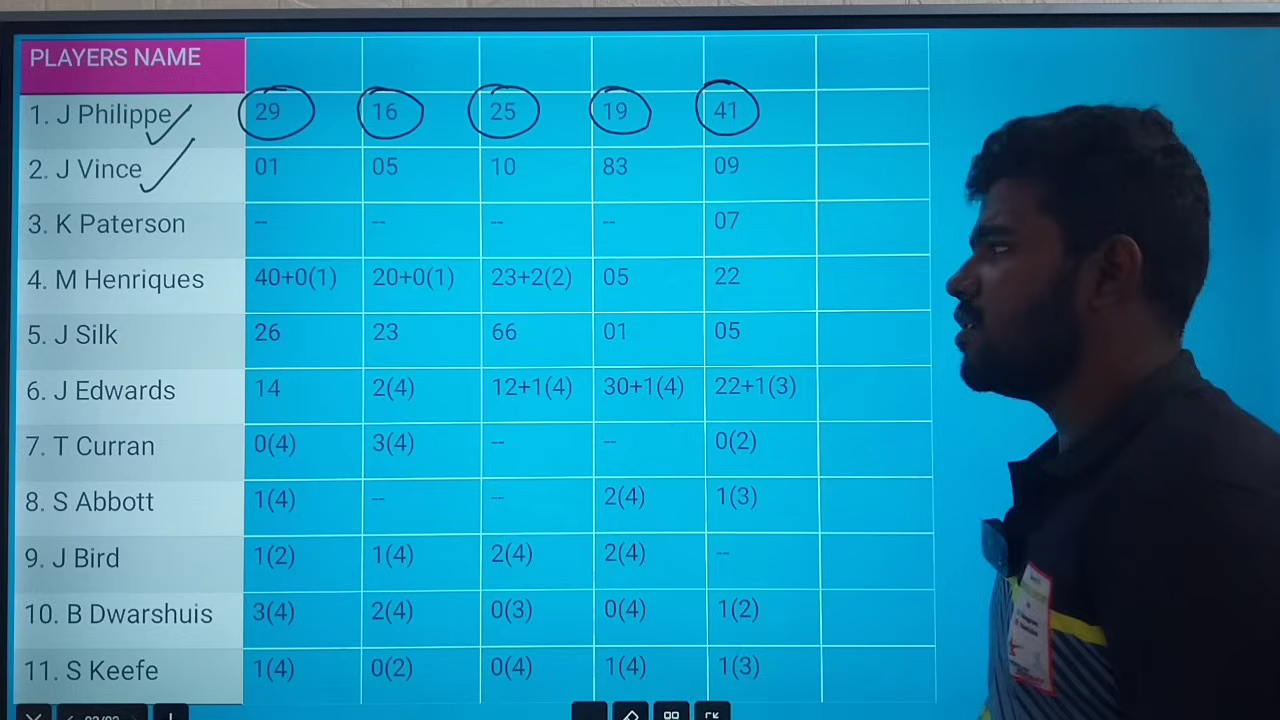 PLAYERS NAME
1. J Philippe 29 16 25 19 41
2. J Vince 01 05 10 83 09
3. K Paterson -- -- -- -- 07
4. M Henriques 40+0(1) 20+0(1) 23+2(2) 05 22
5. J Silk 26 23 66 01 05
6. J Edwards 14 2(4) 12+1(4) 30+1(4) 22+1(3)
7. T Curran 0(4) 3(4) -- -- 0(2)
8. S Abbott 1(4) -- -- 2(4) 1(3)
9. J Bird 1(2) 1(4) 2(4) 2(4) --
10. B Dwarshuis 3(4) 2(4) 0(3) 0(4) 1(2)
11. S Keefe 1(4) 0(2) 0(4) 1(4) 1(3)